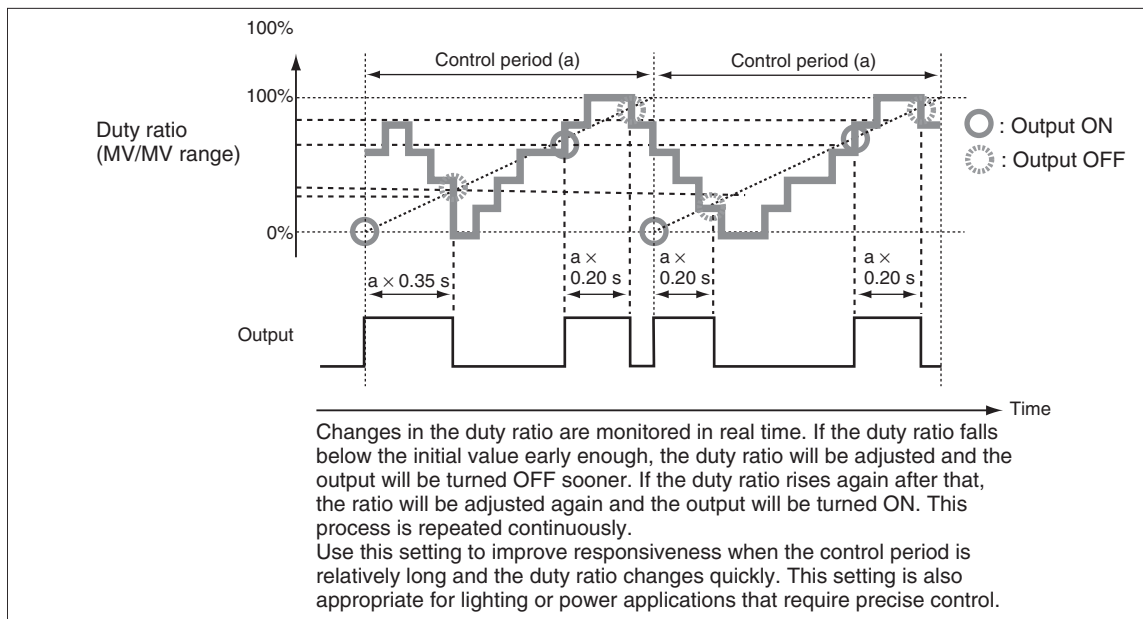 100%
Control period (a)
Control period (a)
100%
Duty ratio
(MV/MV range)
: Output ON
: Output OFF
0%
a × 0.35 s
a ×
0.20 s
a ×
0.20 s
a ×
0.20 s
Output
Time
Changes in the duty ratio are monitored in real time. If the duty ratio falls
below the initial value early enough, the duty ratio will be adjusted and the
output will be turned OFF sooner. If the duty ratio rises again after that,
the ratio will be adjusted again and the output will be turned ON. This
process is repeated continuously.
Use this setting to improve responsiveness when the control period is
relatively long and the duty ratio changes quickly. This setting is also
appropriate for lighting or power applications that require precise control.